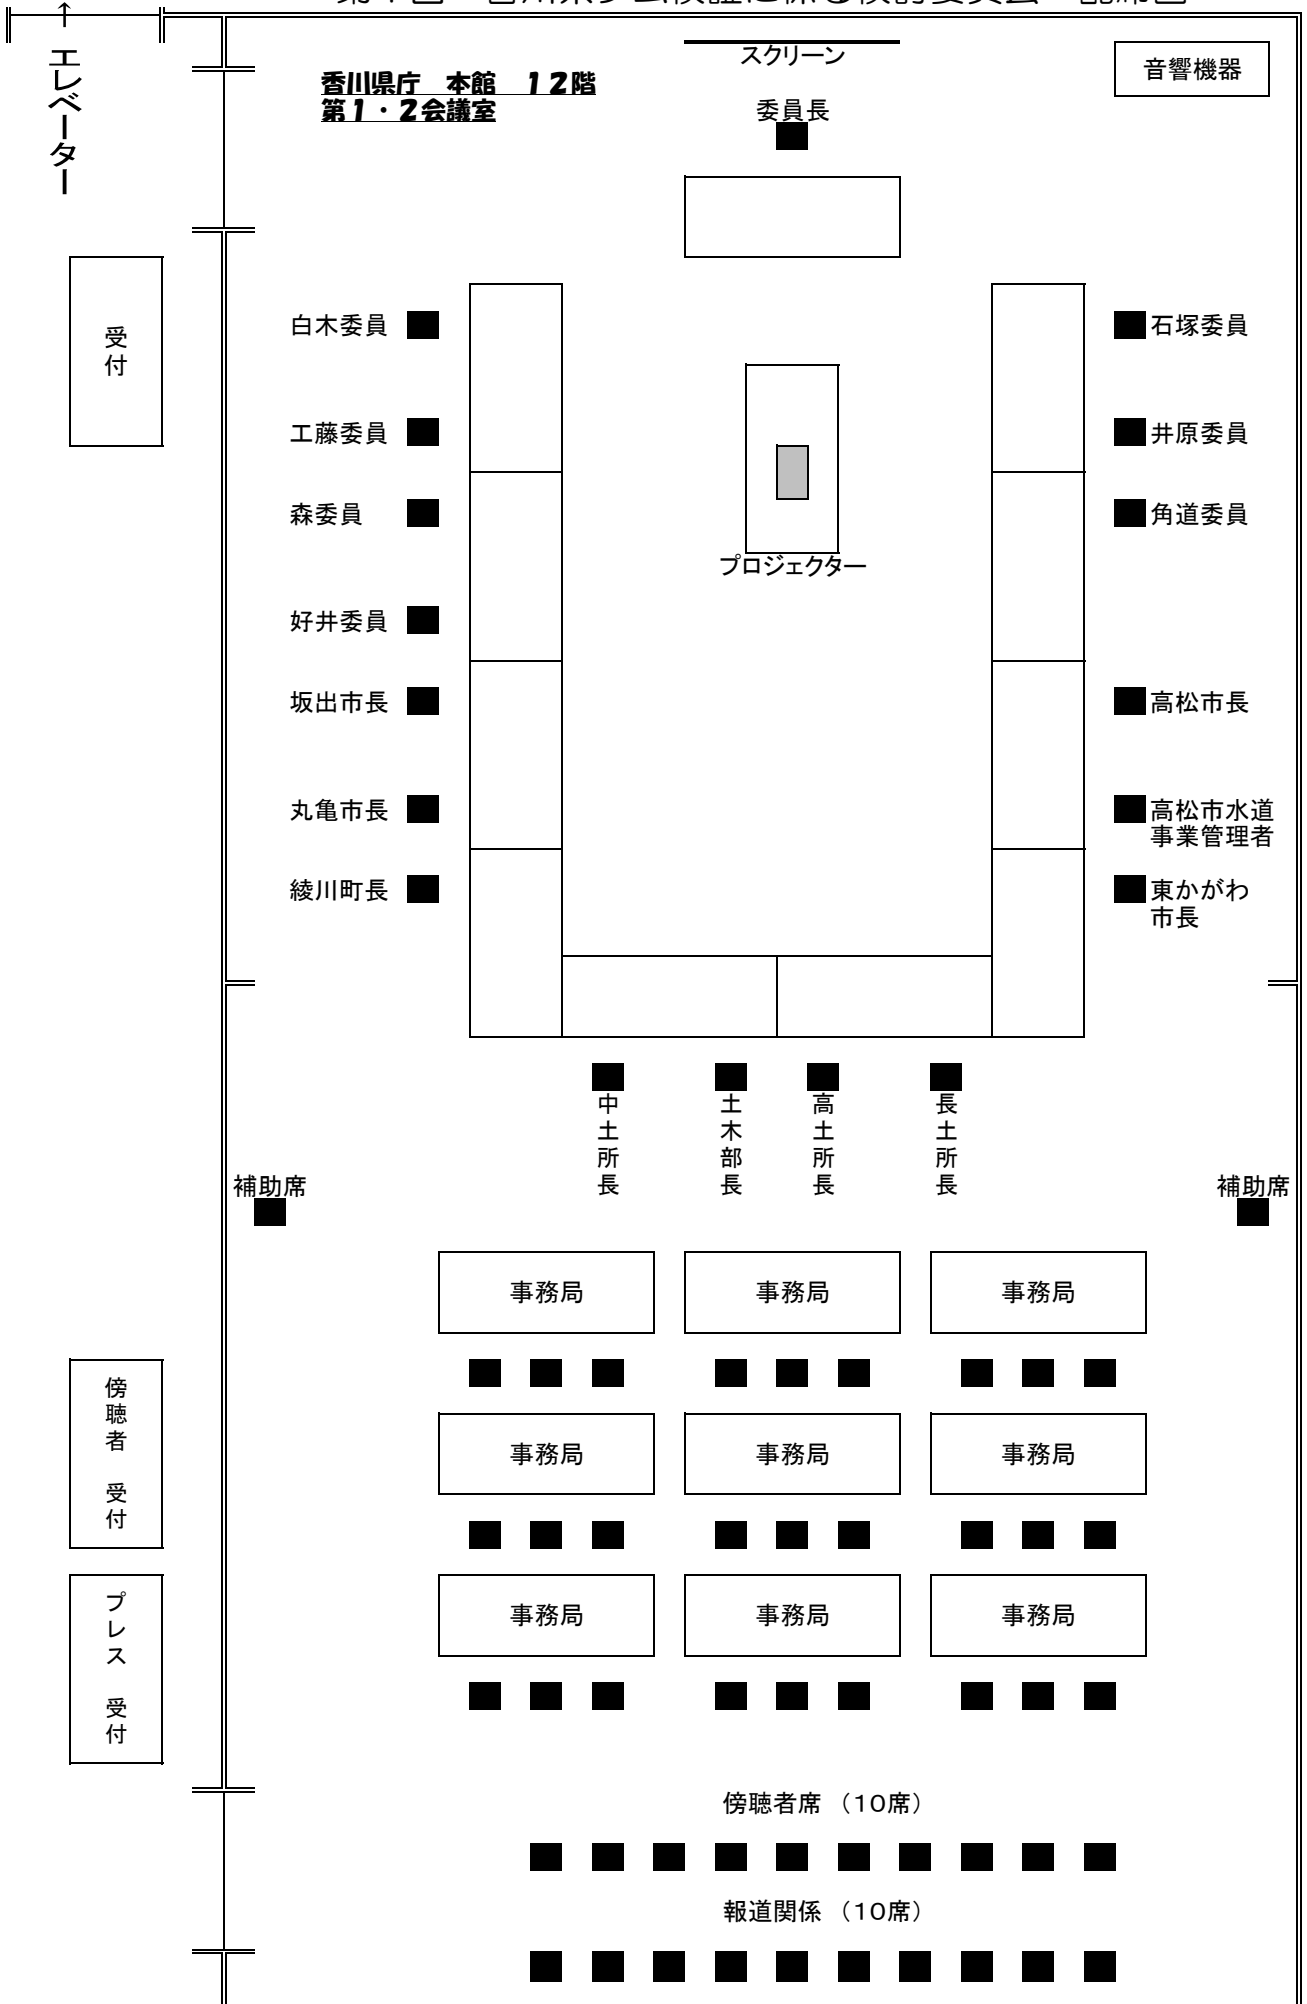 ↑ エレベーター
スクリーン
音響機器
香川県庁　本館　１２階
第１・２会議室
委員長
受付
白木委員
石塚委員
工藤委員
井原委員
森委員
角道委員
プロジェクター
好井委員
坂出市長
高松市長
丸亀市長
高松市水道
事業管理者
綾川町長
東かがわ
市長
中土所長
土木部長
高土所長
長土所長
補助席
補助席
事務局
事務局
事務局
傍聴者　受付
事務局
事務局
事務局
プレス　受付
事務局
事務局
事務局
傍聴者席（１０席）
報道関係（１０席）